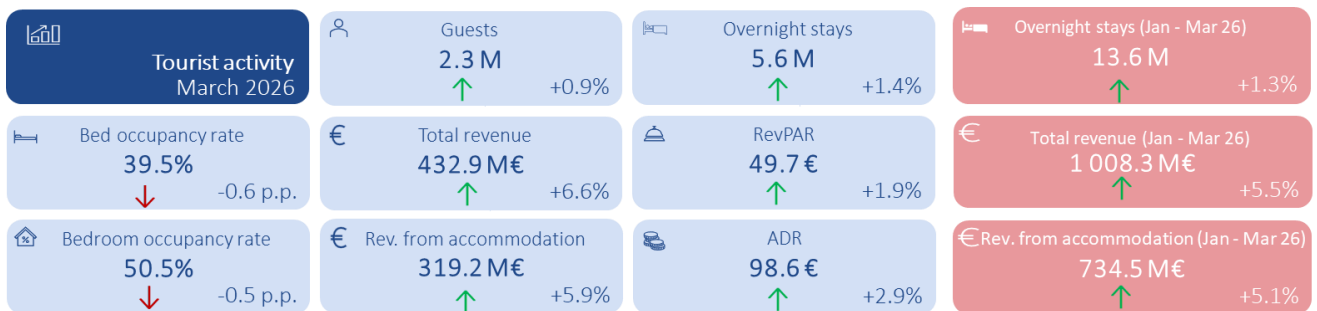 Tourist activity
March 2026
Guests
2.3 M
+0.9%
Overnight stays
5.6 M
+1.4%
Overnight stays (Jan - Mar 26)
13.6 M
+1.3%
Bed occupancy rate
39.5%
-0.6 p.p.
€ Total revenue
432.9 M€
+6.6%
RevPAR
49.7 €
+1.9%
€ Total revenue (Jan - Mar 26)
1 008.3 M€
+5.5%
%
Bedroom occupancy rate
50.5%
-0.5 p.p.
€ Rev. from accommodation
319.2 M€
+5.9%
ADR
98.6 €
+2.9%
€ Rev. from accommodation (Jan - Mar 26)
734.5 M€
+5.1%